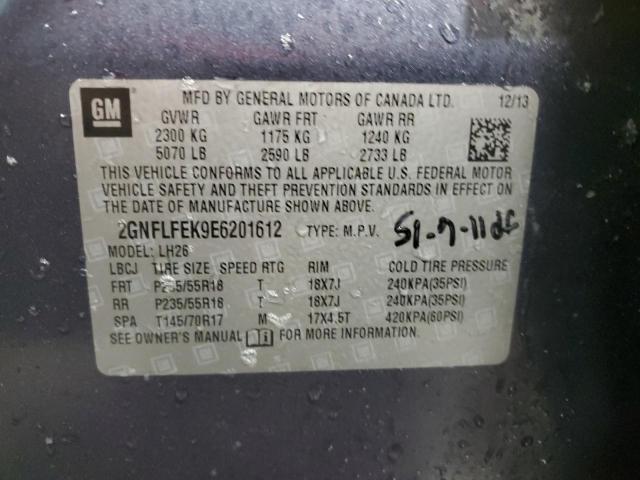 GM
MFD BY GENERAL MOTORS OF CANADA LTD. 12/13
GVWR GAWR FRT GAWR RR
2300 KG 1175 KG 1240 KG
5070 LB 2590 LB 2733 LB
THIS VEHICLE CONFORMS TO ALL APPLICABLE U.S. FEDERAL MOTOR
VEHICLE SAFETY AND THEFT PREVENTION STANDARDS IN EFFECT ON
THE DATE OF MANUFACTURE SHOWN ABOVE.
2GNFLFEK9E6201612 TYPE: M.P.V.
MODEL: LH26
LBCJ TIRE SIZE SPEED RTG RIM COLD TIRE PRESSURE
FRT P235/55R18 T 18X7J 240KPA(35PSI)
RR P235/55R18 T 18X7J 240KPA(35PSI)
SPA T145/70R17 M 17X4.5T 420KPA(60PSI)
SEE OWNER'S MANUAL FOR MORE INFORMATION